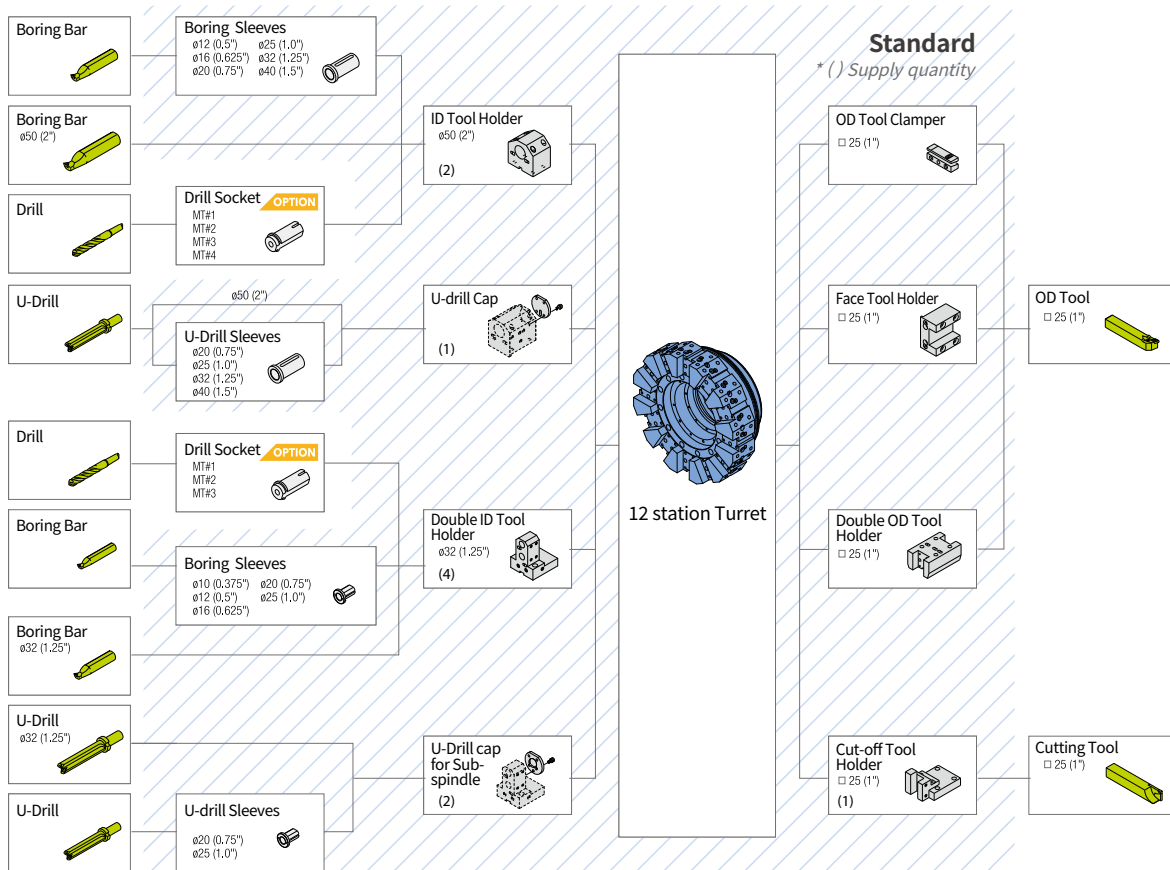 Standard
* ( ) Supply quantity
Boring Bar
Boring Sleeves
ø12 (0.5") ø25 (1.0")
ø16 (0.625") ø32 (1.25")
ø20 (0.75") ø40 (1.5")
Boring Bar
ø50 (2")
ID Tool Holder
ø50 (2")
(2)
OD Tool Clamper
□ 25 (1")
Drill
Drill Socket
OPTION
MT#1
MT#2
MT#3
MT#4
U-Drill
ø50 (2")
U-Drill Sleeves
ø20 (0.75")
ø25 (1.0")
ø32 (1.25")
ø40 (1.5")
U-drill Cap
(1)
Face Tool Holder
□ 25 (1")
OD Tool
□ 25 (1")
12 station Turret
Drill
Drill Socket
OPTION
MT#1
MT#2
MT#3
Boring Bar
Boring Sleeves
ø10 (0.375") ø20 (0.75")
ø12 (0.5") ø25 (1.0")
ø16 (0.625")
Double ID Tool
Holder
ø32 (1.25")
(4)
Double OD Tool
Holder
□ 25 (1")
Boring Bar
ø32 (1.25")
U-Drill
ø32 (1.25")
U-Drill cap
for Sub-
spindle
(2)
Cut-off Tool
Holder
□ 25 (1")
(1)
Cutting Tool
□ 25 (1")
U-Drill
U-drill Sleeves
ø20 (0.75")
ø25 (1.0")